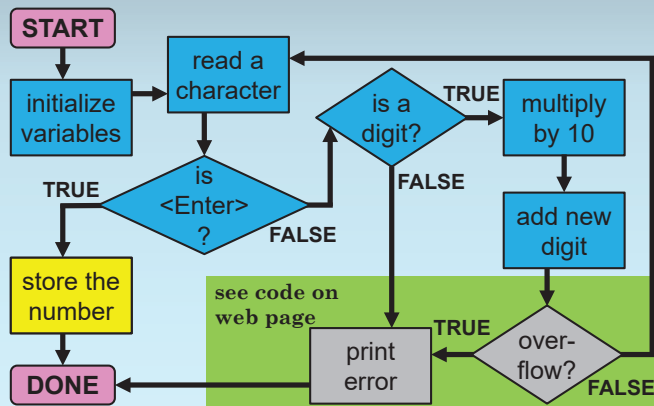 START
initialize
variables
read a
character
is
<Enter>
?
TRUE
FALSE
store the
number
DONE
is a
digit?
TRUE
FALSE
multiply
by 10
add new
digit
over-
flow?
TRUE
FALSE
see code on
web page
print
error